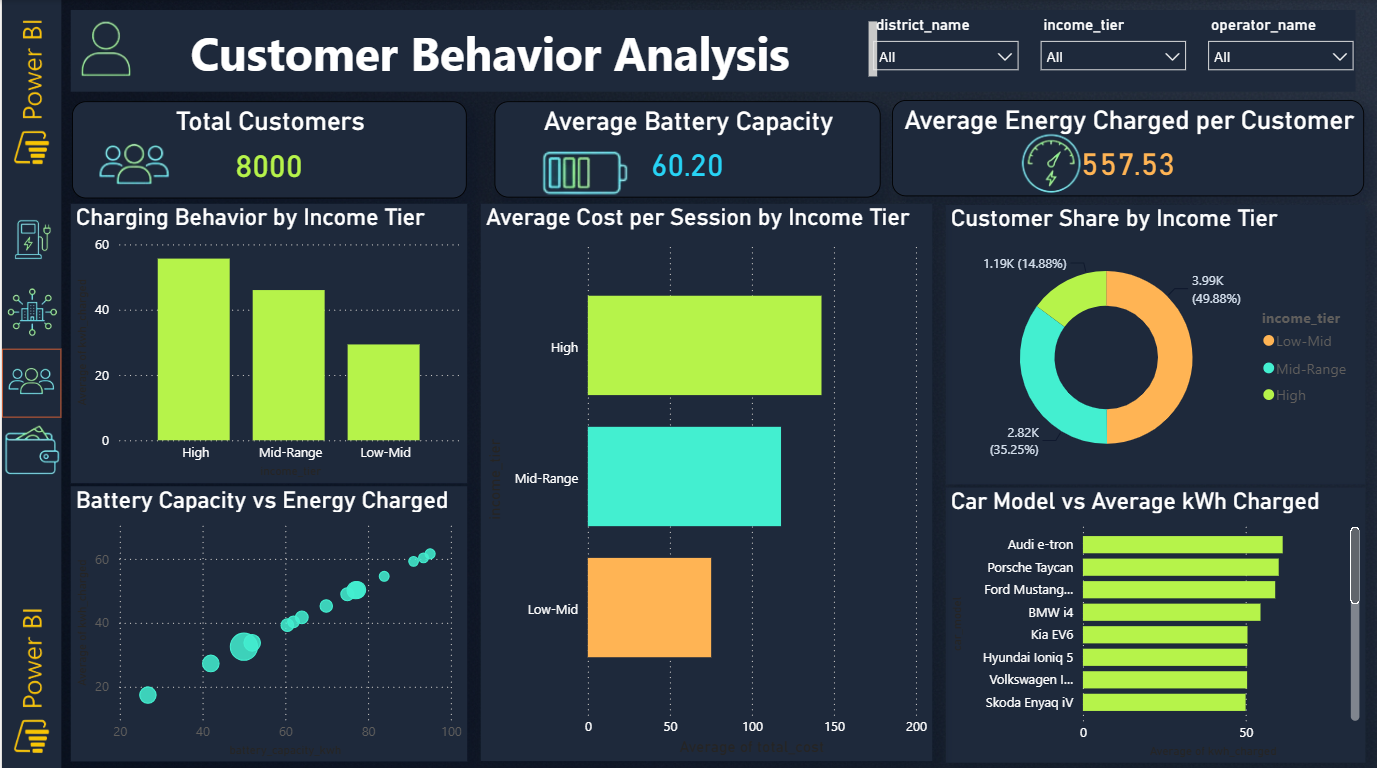 Power BI
Customer Behavior Analysis
district_name
All
income_tier
All
operator_name
All
Total Customers
8000
Average Battery Capacity
60.20
Average Energy Charged per Customer
557.53
Charging Behavior by Income Tier
60
40
20
0
High
Mid-Range
Low-Mid
Average Cost per Session by Income Tier
High
Mid-Range
Low-Mid
0
50
100
150
200
Average of total_cost
Customer Share by Income Tier
1.19K (14.88%)
3.99K
(49.88%)
2.82K
(35.25%)
income_tier
Low-Mid
Mid-Range
High
Battery Capacity vs Energy Charged
60
40
20
20
40
60
80
100
Car Model vs Average kWh Charged
Audi e-tron
Porsche Taycan
Ford Mustang...
BMW i4
Kia EV6
Hyundai Ioniq 5
Volkswagen I...
Skoda Enyaq iV
0
50
Power BI